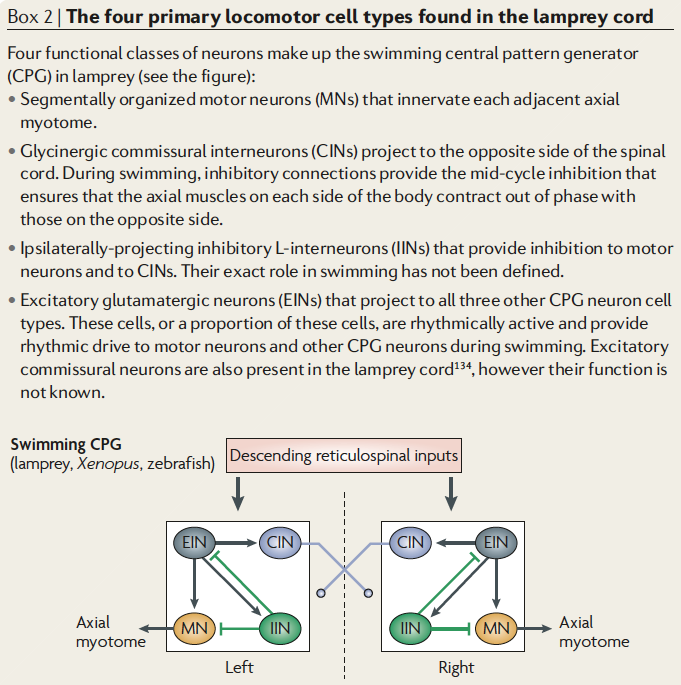 Box 2 | The four primary locomotor cell types found in the lamprey cord
Four functional classes of neurons make up the swimming central pattern generator
(CPG) in lamprey (see the figure):
• Segmentally organized motor neurons (MNs) that innervate each adjacent axial
myotome.
• Glycinergic commissural interneurons (CINs) project to the opposite side of the spinal
cord. During swimming, inhibitory connections provide the mid-cycle inhibition that
ensures that the axial muscles on each side of the body contract out of phase with
those on the opposite side.
• Ipsilaterally-projecting inhibitory L-interneurons (IINs) that provide inhibition to motor
neurons and to CINs. Their exact role in swimming has not been defined.
• Excitatory glutamatergic neurons (EINs) that project to all three other CPG neuron cell
types. These cells, or a proportion of these cells, are rhythmically active and provide
rhythmic drive to motor neurons and other CPG neurons during swimming. Excitatory
commissural neurons are also present in the lamprey cord134, however their function is
not known.
Swimming CPG
(lamprey, Xenopus, zebrafish)
Descending reticulospinal inputs
EIN CIN CIN EIN
Axial
myotome
MN IIN IIN MN
Axial
myotome
Left Right